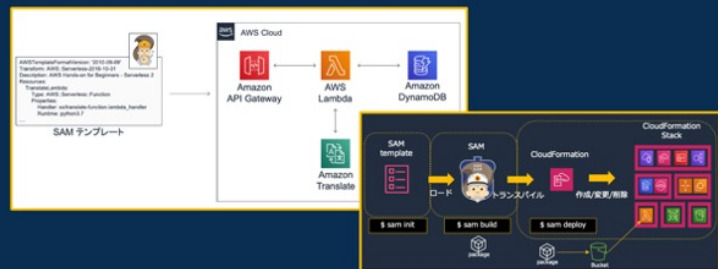 AWSTemplateFormatVersion: '2010-09-09'
Transform: AWS::Serverless-2016-10-31
Description: AWS Hands-on for Beginners - Serverless 2
Resources:
TranslateLambda:
Type: AWS::Serverless::Function
Properties:
Handler: translate-function.lambda_handler
Runtime: python3.7
...
SAM テンプレート
aws
AWS Cloud
Amazon
API Gateway
AWS
Lambda
Amazon
DynamoDB
Amazon
Translate
SAM
template
ロード
SAM
トランスパイル
CloudFormation
作成/変更/削除
CloudFormation
Stack
$ sam init
$ sam build
$ sam deploy
package
package
Bucket